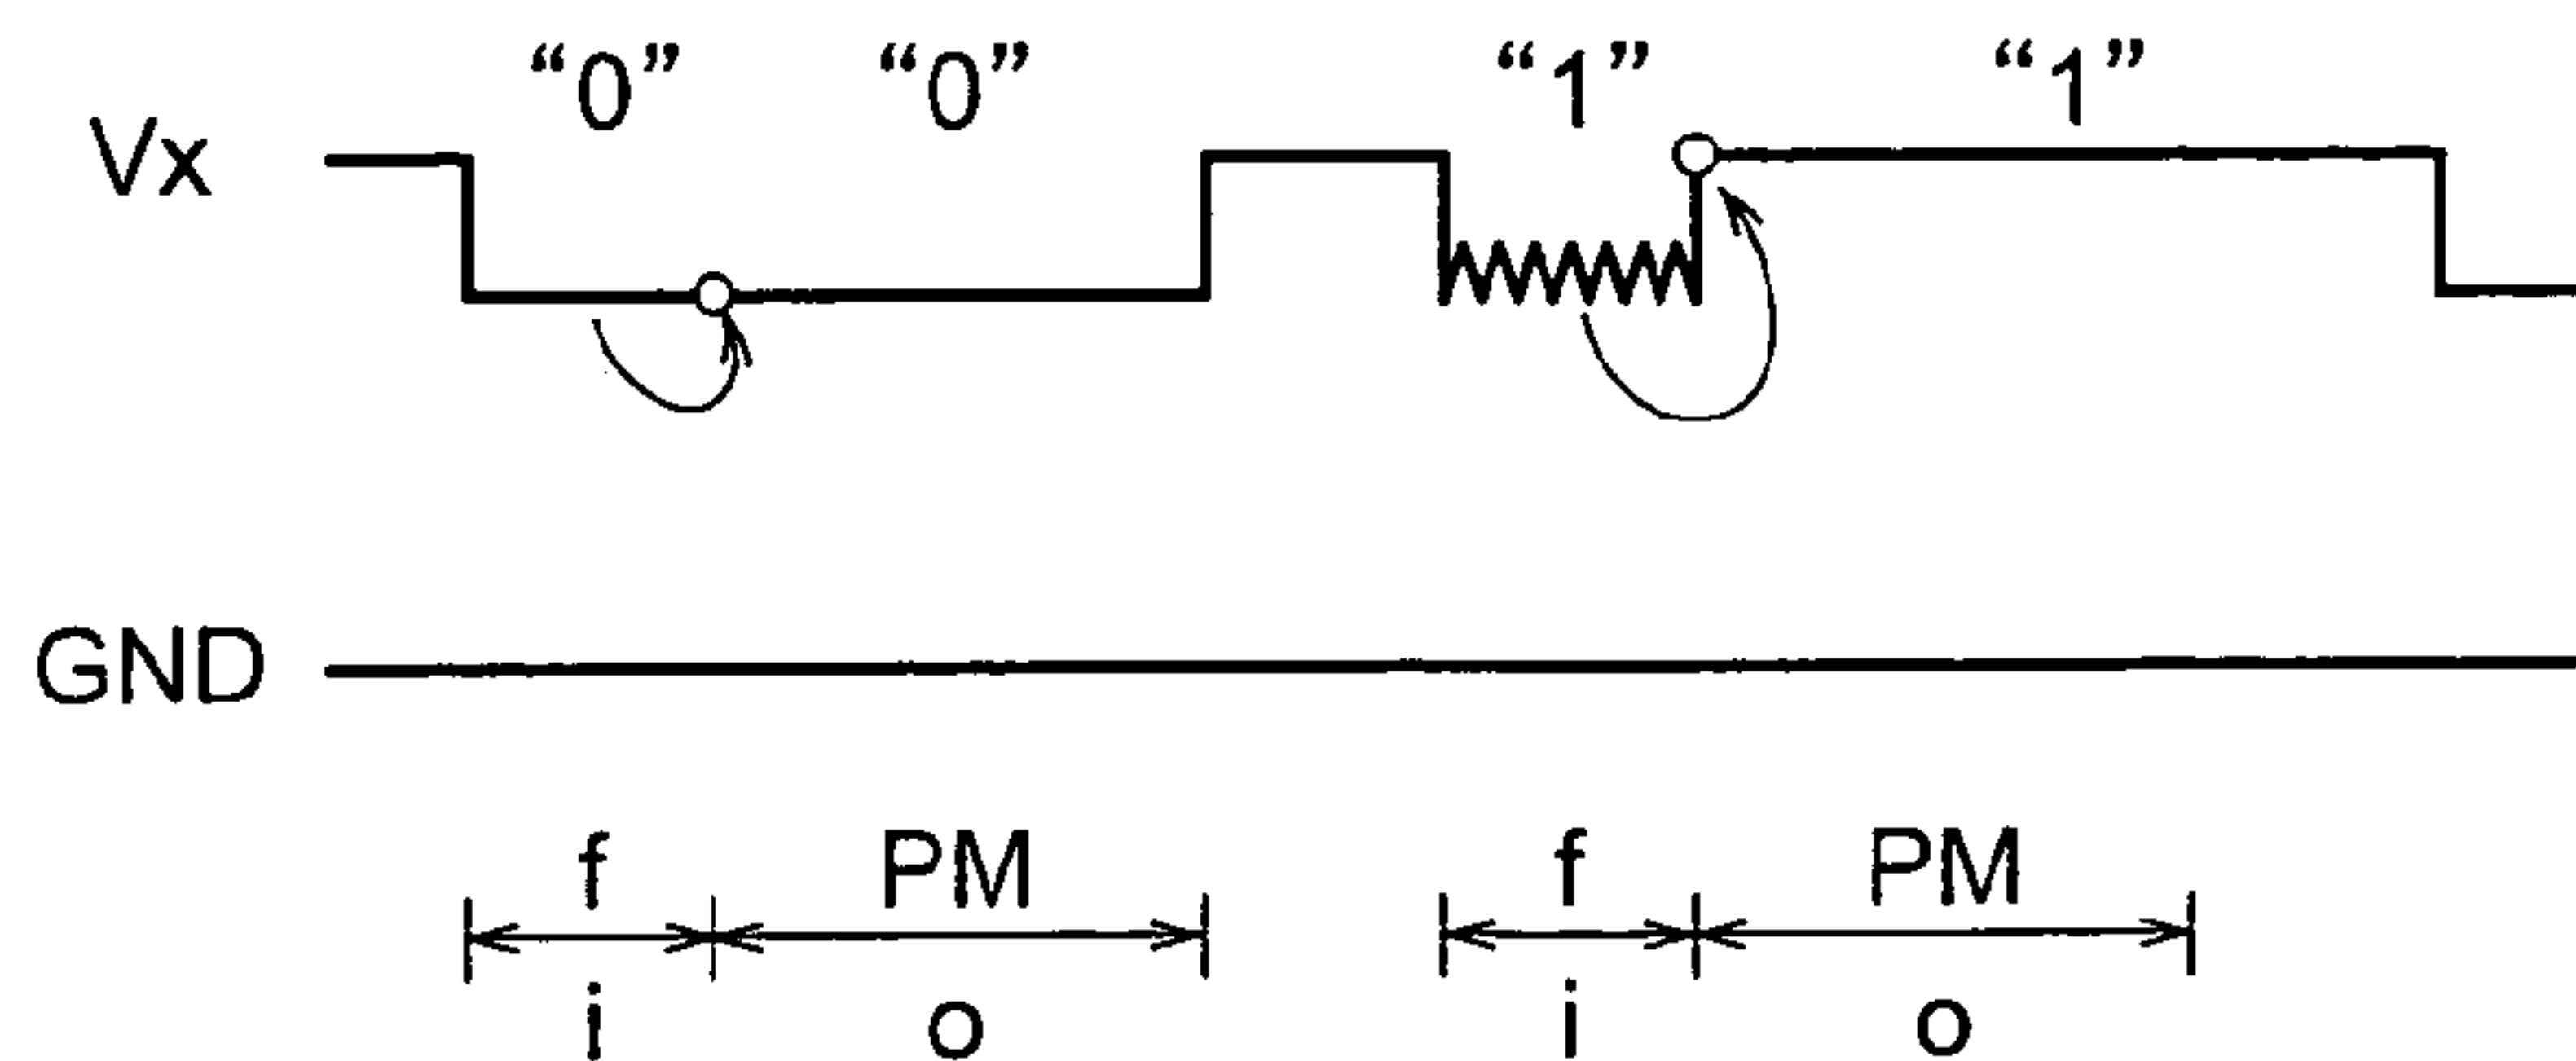 “0” “0” “1” “1”
Vx
GND
f PM f PM
i o i o